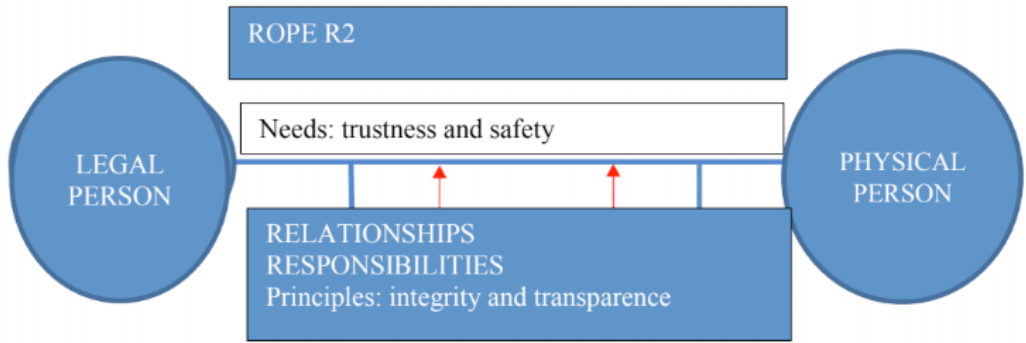 ROPE R2
Needs: trustness and safety
LEGAL
PERSON
PHYSICAL
PERSON
RELATIONSHIPS
RESPONSIBILITIES
Principles: integrity and transparence